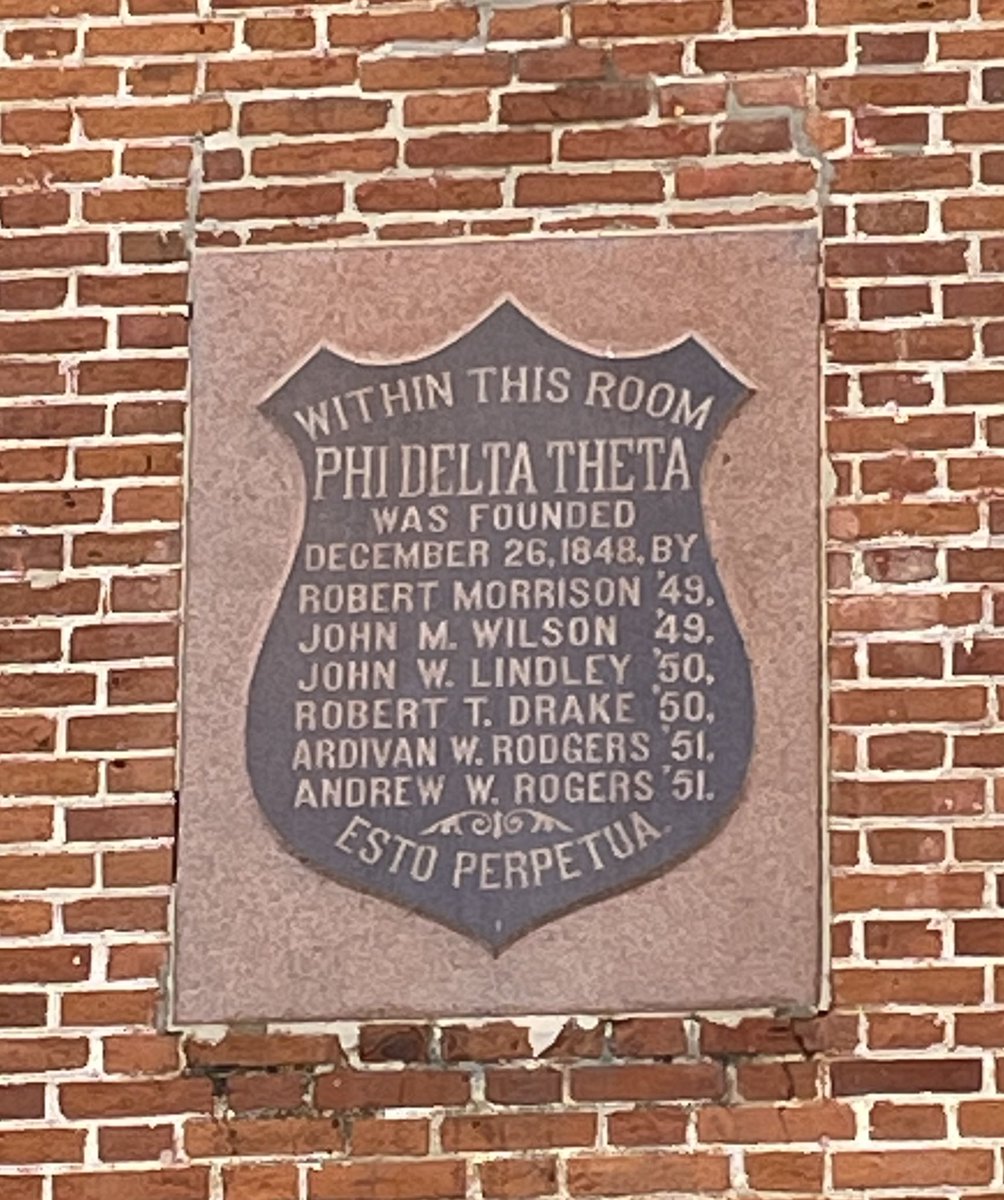 WITHIN THIS ROOM
PHI DELTA THETA
WAS FOUNDED
DECEMBER 26, 1848, BY
ROBERT MORRISON '49,
JOHN M. WILSON '49,
JOHN W. LINDLEY '50,
ROBERT T. DRAKE '50,
ARDIVAN W. RODGERS '51,
ANDREW W. ROGERS '51.
ESTO PERPETUA.